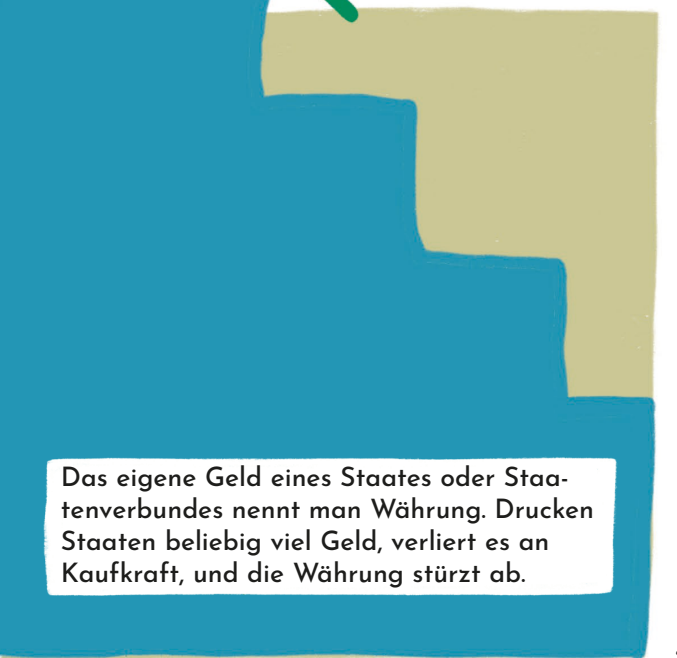 Das eigene Geld eines Staates oder Staa-
tenverbundes nennt man Währung. Drucken
Staaten beliebig viel Geld, verliert es an
Kaufkraft, und die Währung stürzt ab.